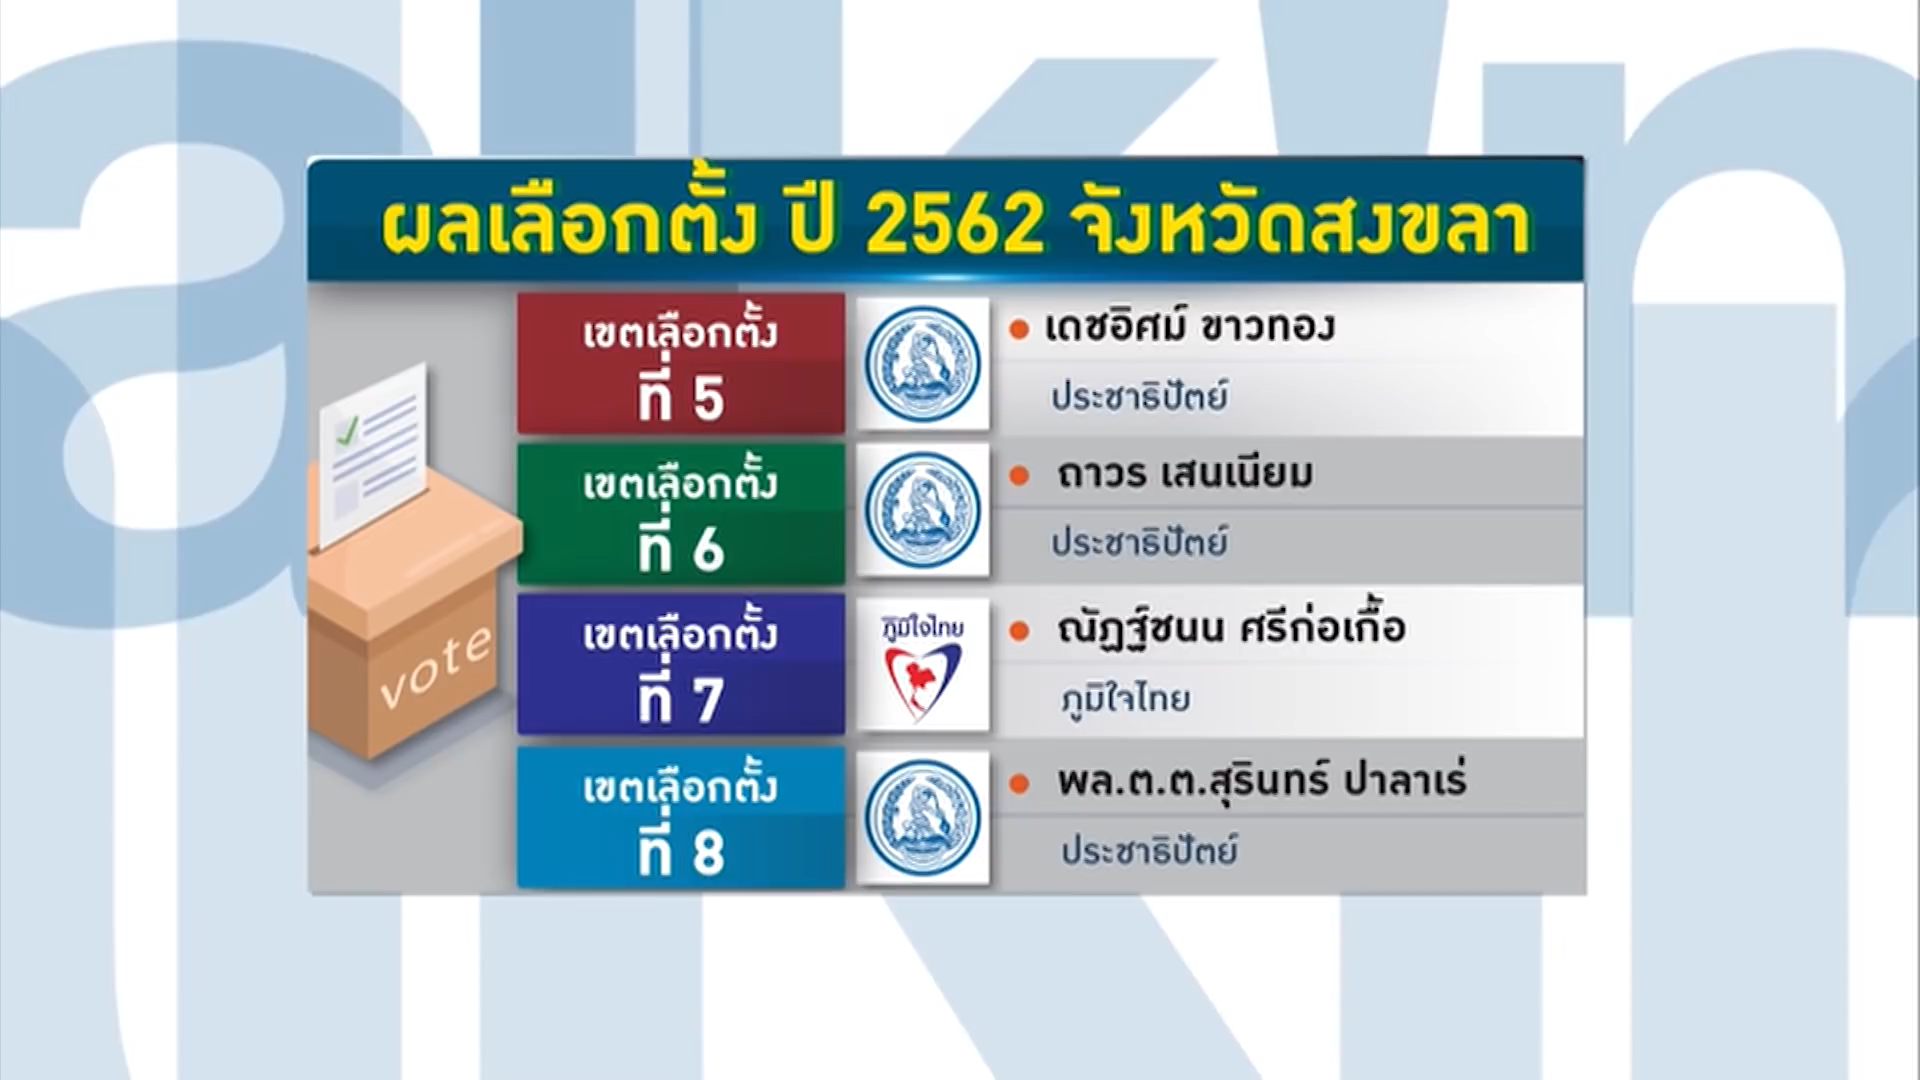 ผลเลือกตั้ง ปี 2562 จังหวัดสงขลา
เขตเลือกตั้ง
ที่ 5
เดชอิศม์ ขาวทอง
ประชาธิปัตย์
เขตเลือกตั้ง
ที่ 6
ถาวร เสนเนียม
ประชาธิปัตย์
เขตเลือกตั้ง
ที่ 7
ภูมิใจไทย
ณัฏฐ์ชนน ศรีก่อเกื้อ
ภูมิใจไทย
เขตเลือกตั้ง
ที่ 8
พล.ต.ต.สุรินทร์ ปาลาเร่
ประชาธิปัตย์
vote